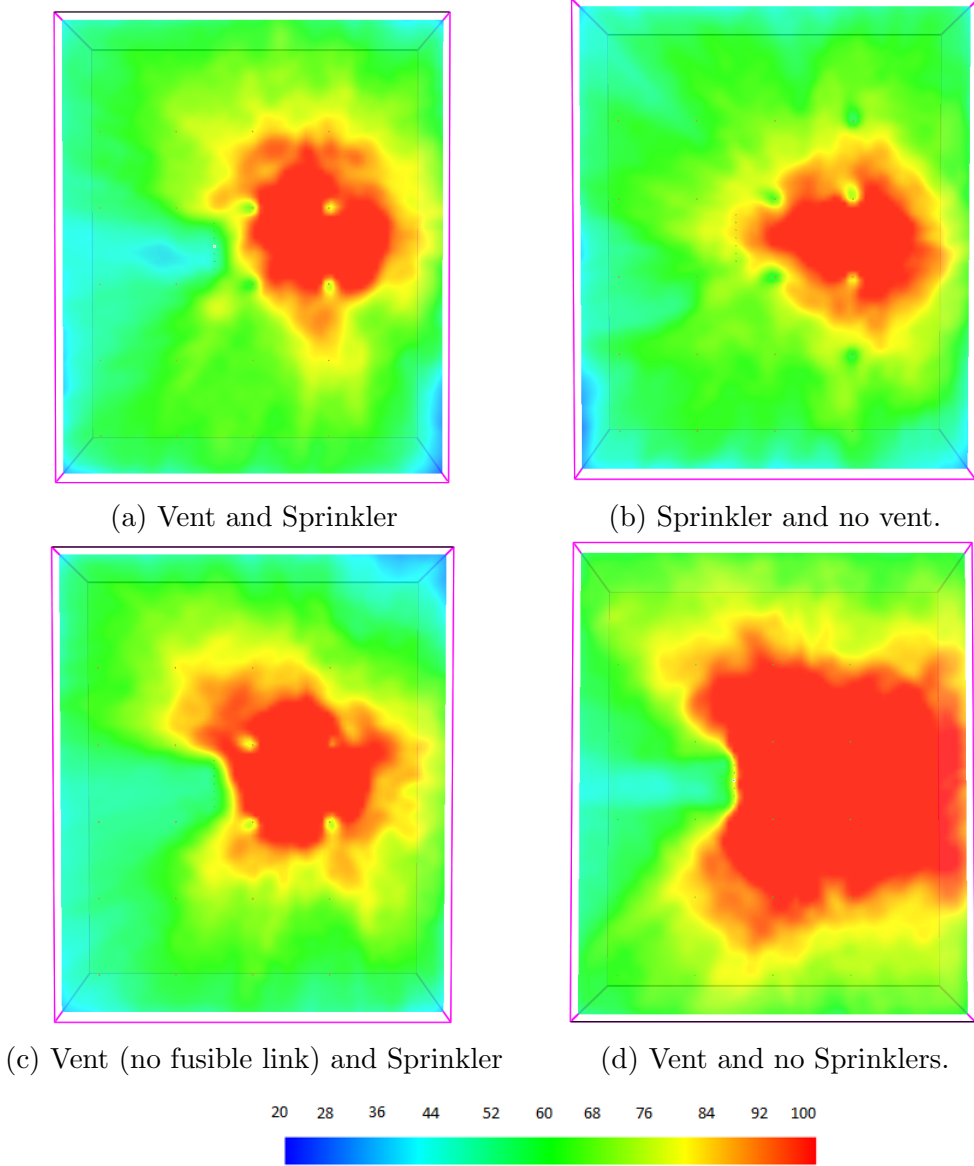 (a) Vent and Sprinkler
(b) Sprinkler and no vent.
(c) Vent (no fusible link) and Sprinkler
(d) Vent and no Sprinklers.
20 28 36 44 52 60 68 76 84 92 100